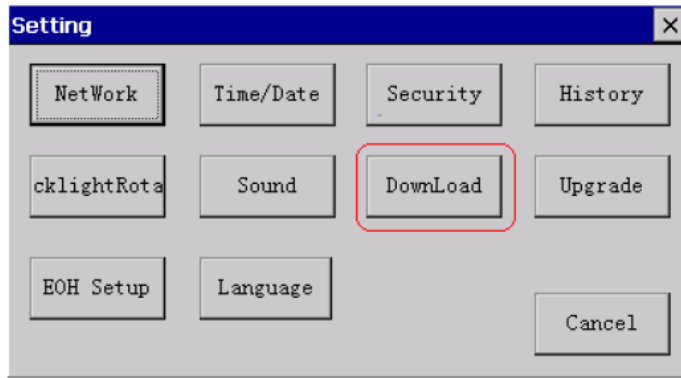 Setting
NetWork Time/Date Security History
cklightRota Sound DownLoad Upgrade
EOH Setup Language
Cancel